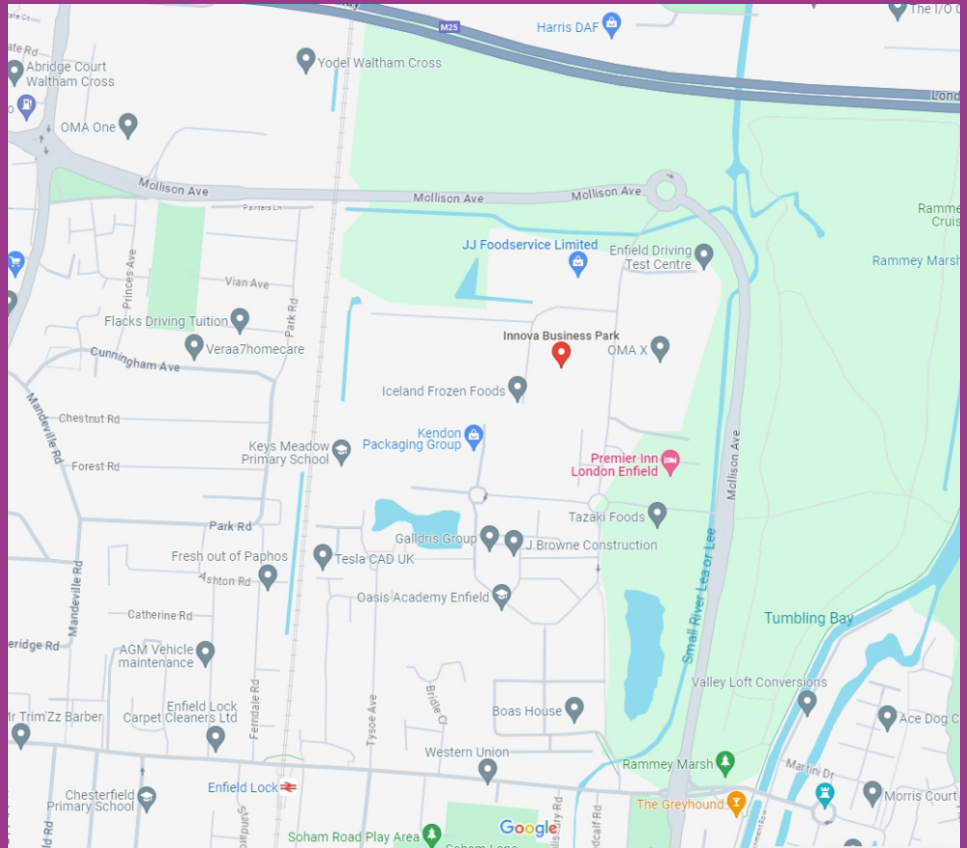 The I/O
Harris DAF
M25
Yodel Waltham Cross
Abridge Court
Waltham Cross
OMA One
Mollison Ave
Mollison Ave
Mollison Ave
Painters Ln
JJ Foodservice Limited
Enfield Driving
Test Centre
Rammey Marsh
Princes Ave
Vian Ave
Park Rd
Flacks Driving Tuition
Veraa7homecare
Cunningham Ave
Innova Business Park
OMA X
Iceland Frozen Foods
Mandeville Rd
Chestnut Rd
Forest Rd
Keys Meadow
Primary School
Kendon
Packaging Group
Premier Inn
London Enfield
Mollison Ave
Tazaki Foods
Park Rd
Galldris Group
J Browne Construction
Fresh out of Paphos
Tesla CAD UK
Ashton Rd
Oasis Academy Enfield
Small River Lea or Lee
Mandeville Rd
Catherine Rd
Tumbling Bay
eridge Rd
AGM Vehicle
maintenance
Valley Loft Conversions
Bridle Cl
Ferndale Rd
Tysoe Ave
Enfield Lock
Carpet Cleaners Ltd
Boas House
Ace Dog
Mr Trim'Zz Barber
Western Union
Rammey Marsh
Martini Dr
Enfield Lock
Chesterfield
Primary School
The Greyhound
Morris Court
Soham Road Play Area
Google